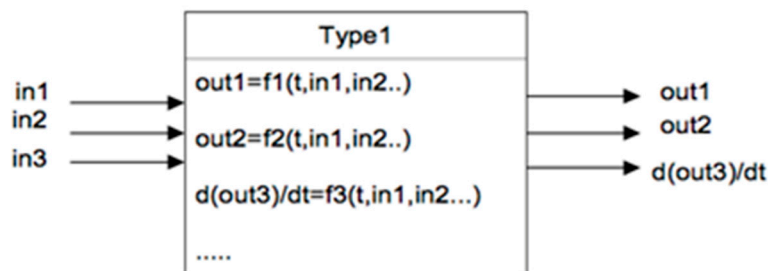 Type1
in1
in2
in3
out1=f1(t,in1,in2..)
out2=f2(t,in1,in2..)
d(out3)/dt=f3(t,in1,in2...)
.....
out1
out2
d(out3)/dt